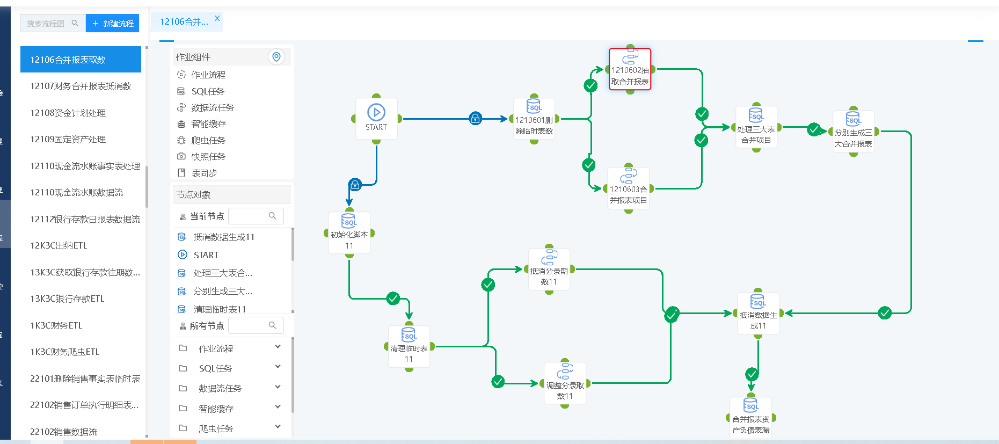 搜索流程图
+ 新建流程
12106合并... X
12106合并报表取数
12107财务合并报表抵消数
12108资金计划处理
12109固定资产处理
12110现金流水账事实表处理
12110现金流水账数据流
12112银行存款日报表数据流
12K3C出纳ETL
13K3C获取银行存款往期数...
13K3C银行存款ETL
1K3C财务ETL
1K3C财务爬虫ETL
22101删除销售事实表临时表
22102销售订单执行明细表...
22102销售数据流
作业组件
作业流程
SQL任务
数据流任务
智能缓存
爬虫任务
快照任务
表同步
节点对象
当前节点
抵消数据生成11
START
处理三大表合...
分别生成三大...
清理临时表11
所有节点
作业流程
SQL任务
数据流任务
智能缓存
爬虫任务
START
SQL
1210601删
除临时表数
1210602抽
取合并报表
1210603合
并报表项目
SQL
处理三大表
合并项目
SQL
分别生成三
大合并报表
SQL
初始化脚本
11
SQL
清理临时表
11
抵消分录期
数11
调整分录取
数11
SQL
抵消数据生
成11
SQL
合并报表资
产负债表漏